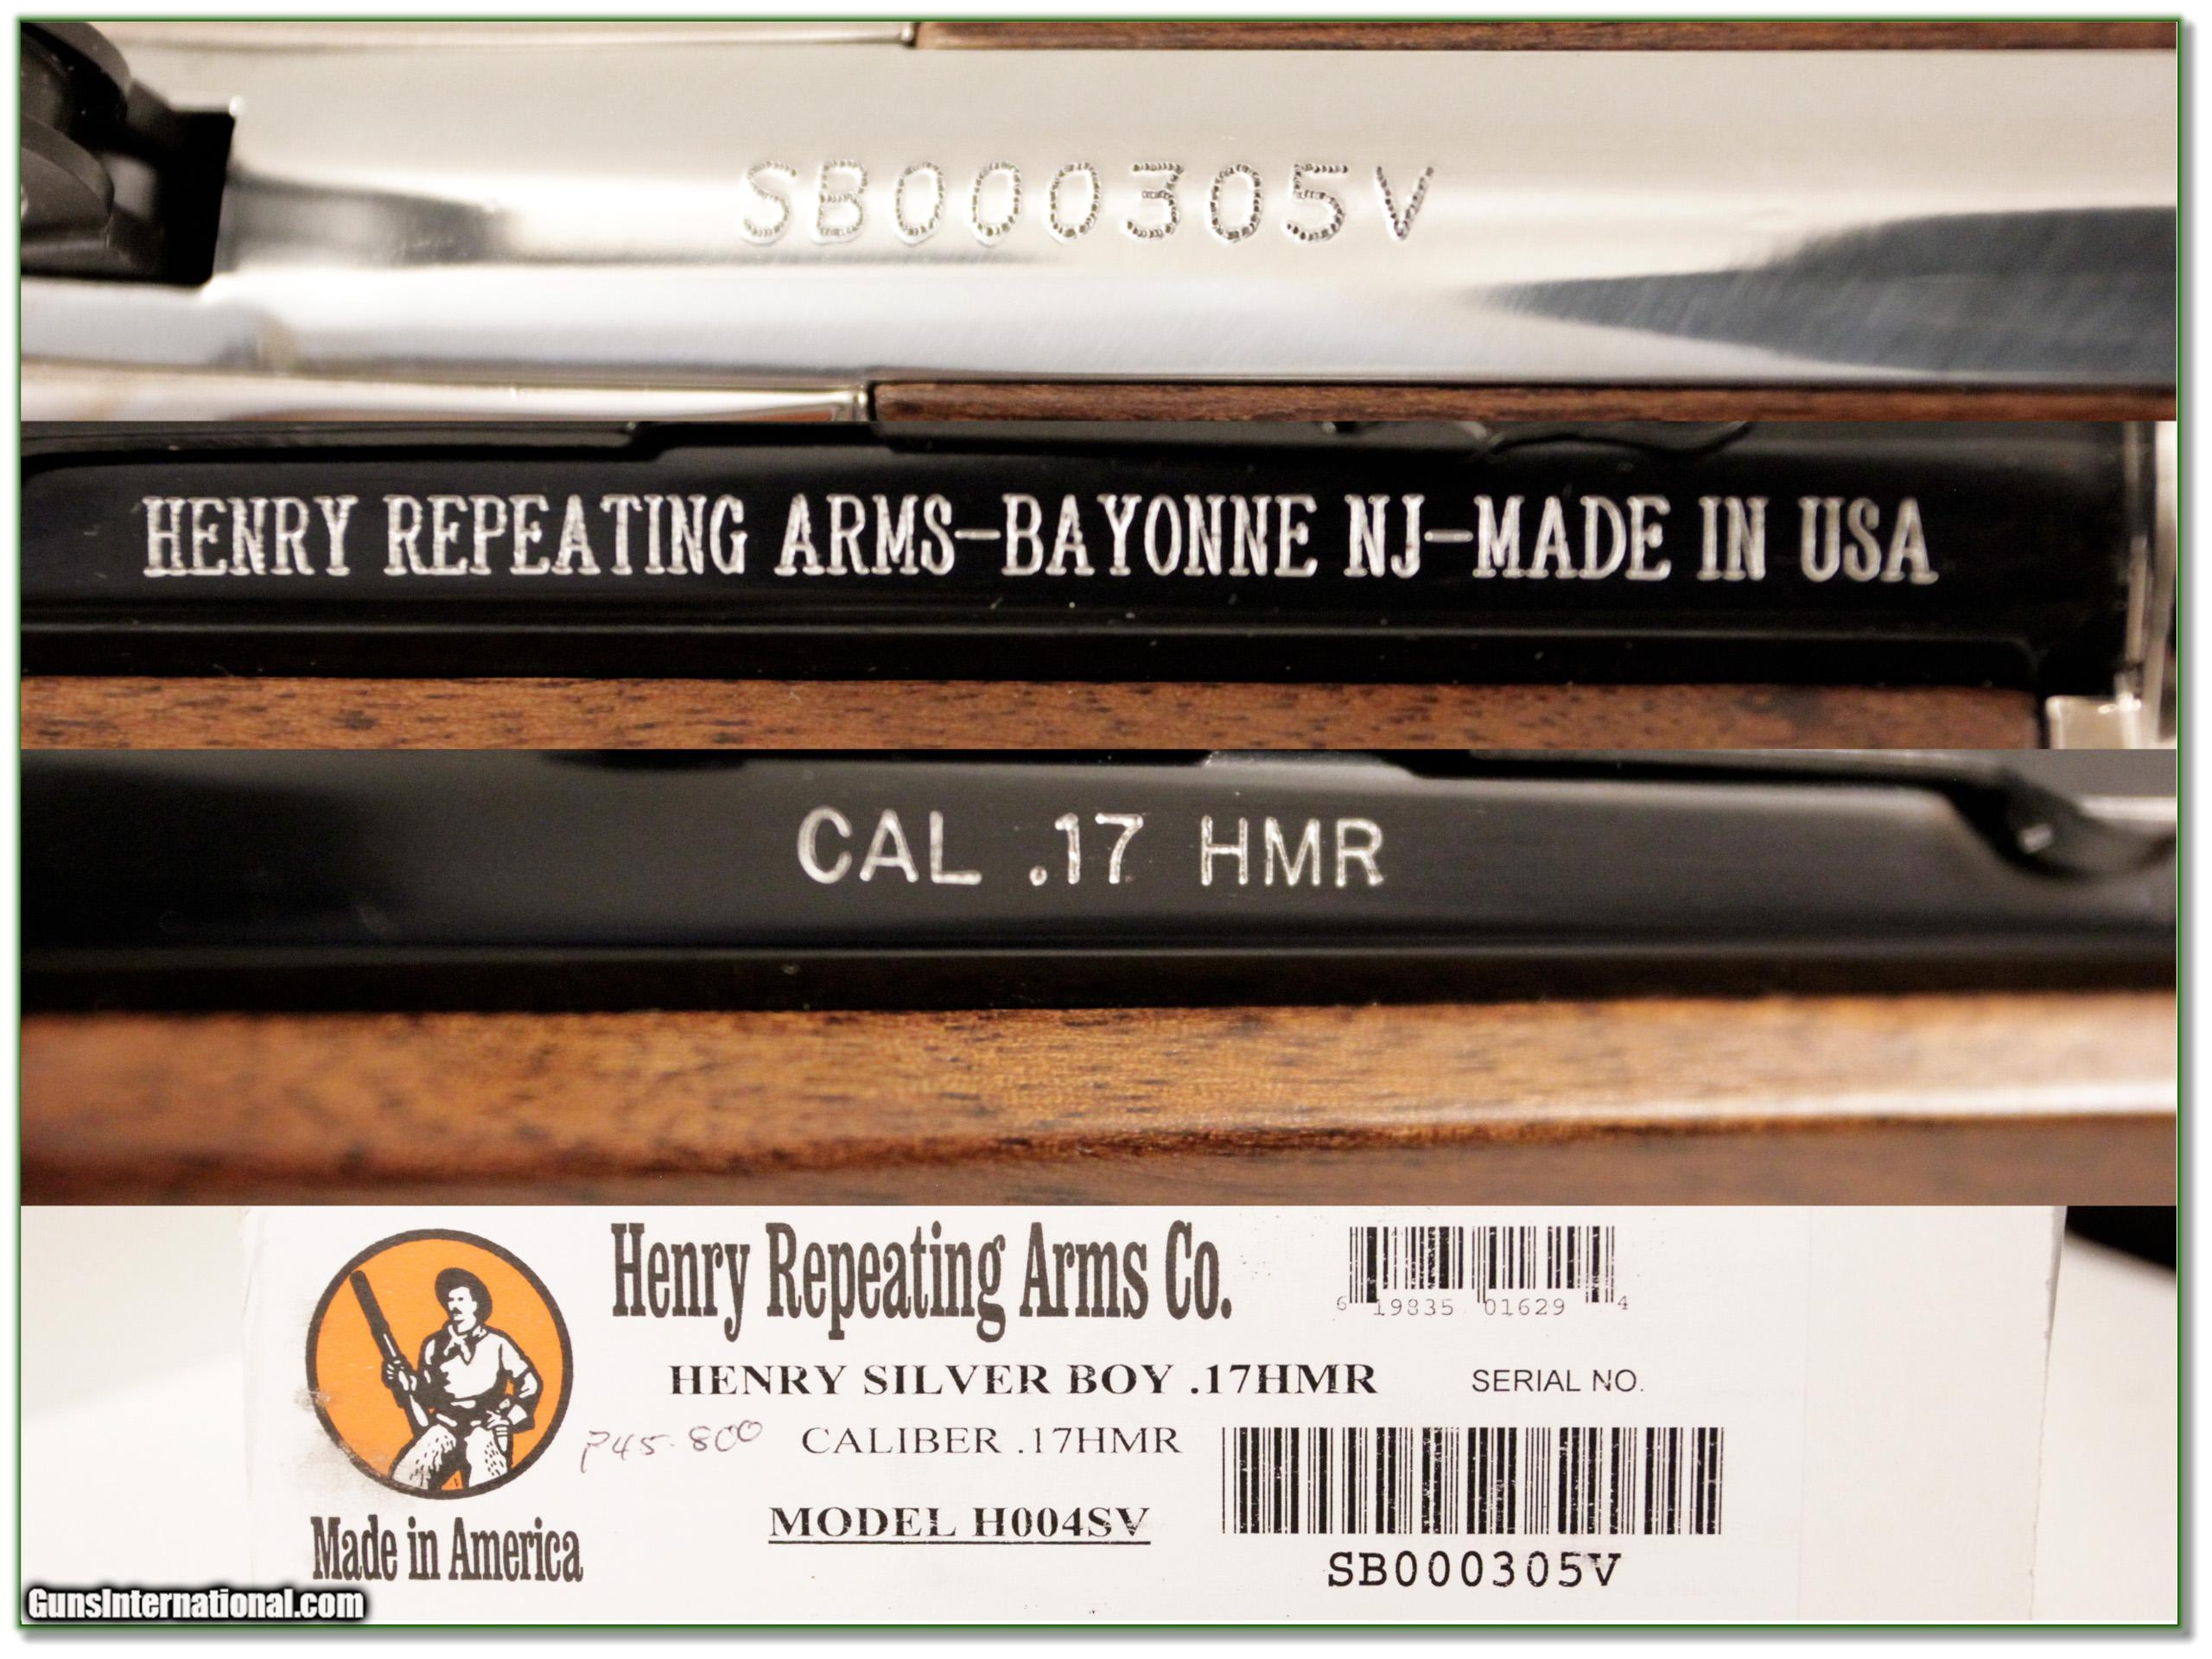 SB000305V
HENRY REPEATING ARMS-BAYONNE NJ-MADE IN USA
CAL .17 HMR
Henry Repeating Arms Co.
6 19835 01629 4
HENRY SILVER BOY .17HMR
SERIAL NO.
P45-800
CALIBER .17HMR
MODEL H004SV
SB000305V
Made in America
GunsInternational.com